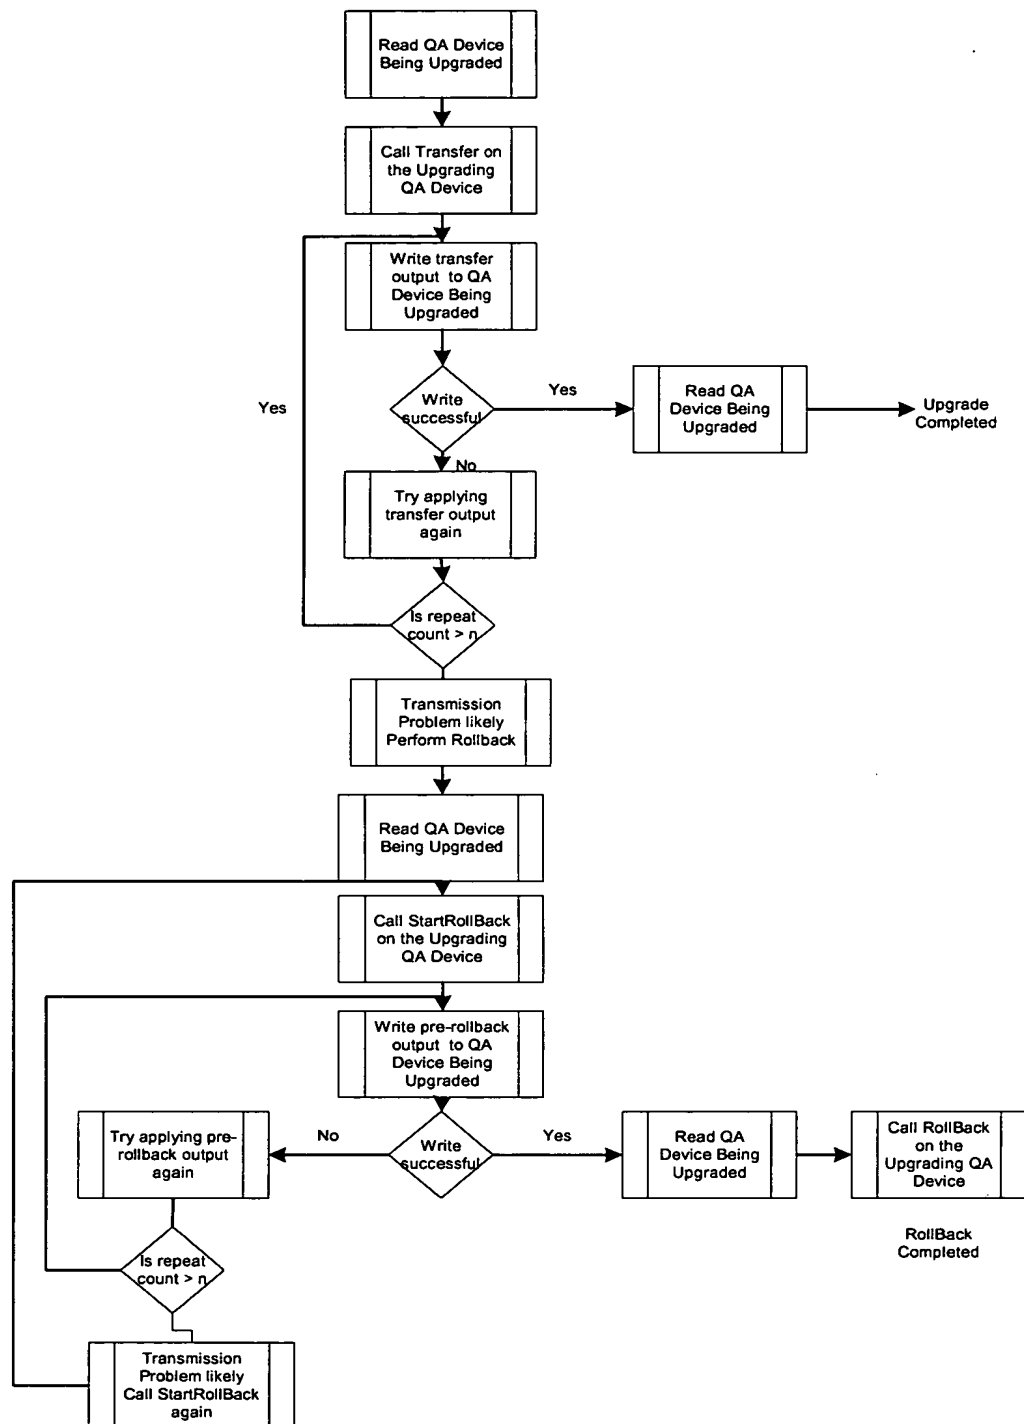 Read QA Device
Being Upgraded
Call Transfer on
the Upgrading
QA Device
Write transfer
output to QA
Device Being
Upgraded
Yes
Write
successful
Yes
Read QA
Device Being
Upgraded
Upgrade
Completed
No
Try applying
transfer output
again
Is repeat
count > n
Transmission
Problem likely
Perform Rollback
Read QA Device
Being Upgraded
Call StartRollBack
on the Upgrading
QA Device
Write pre-rollback
output to QA
Device Being
Upgraded
Try applying pre-
rollback output
again
No
Write
successful
Yes
Read QA
Device Being
Upgraded
Call RollBack
on the
Upgrading QA
Device
RollBack
Completed
Is repeat
count > n
Transmission
Problem likely
Call StartRollBack
again